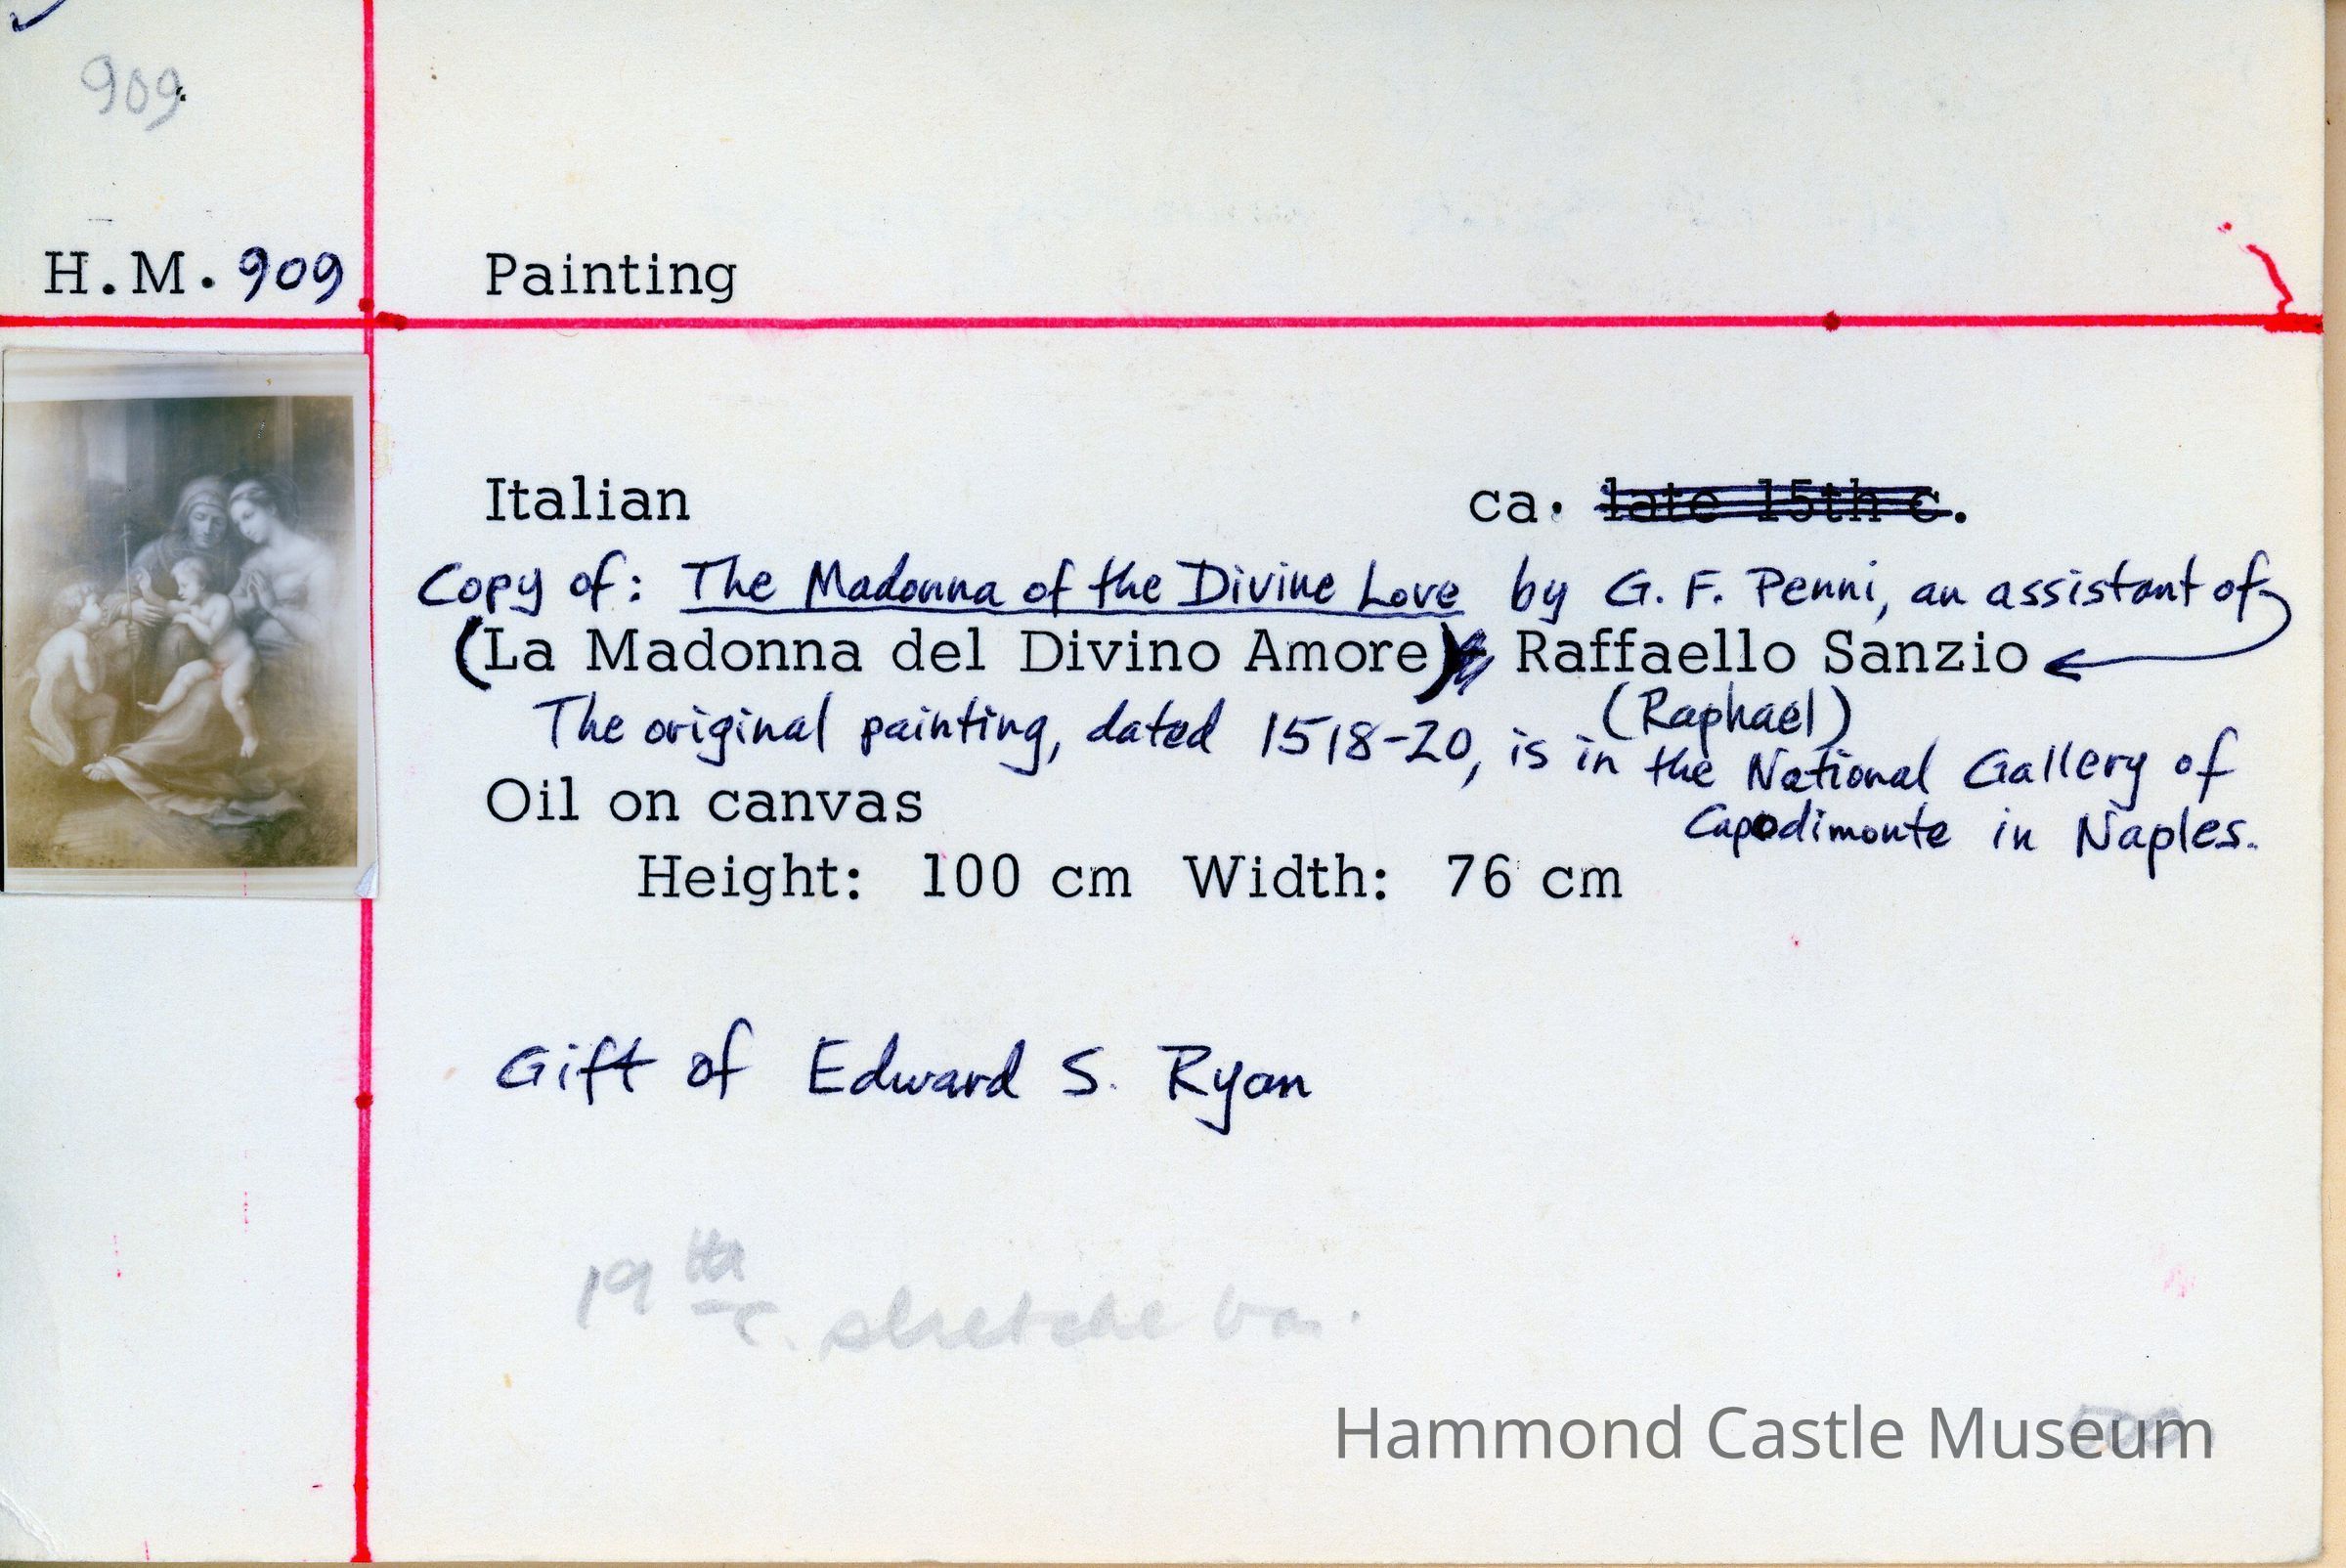 909
H.M. 909 Painting
Italian ca. late 15th c.
Copy of: The Madonna of the Divine Love by G. F. Penni, an assistant of
(La Madonna del Divino Amore) Raffaello Sanzio
(Raphael)
The original painting, dated 1518-20, is in the National Gallery of
Capodimonte in Naples.
Oil on canvas
Height: 100 cm Width: 76 cm
Gift of Edward S. Ryan
19th c. stretche bar.
Hammond Castle Museum